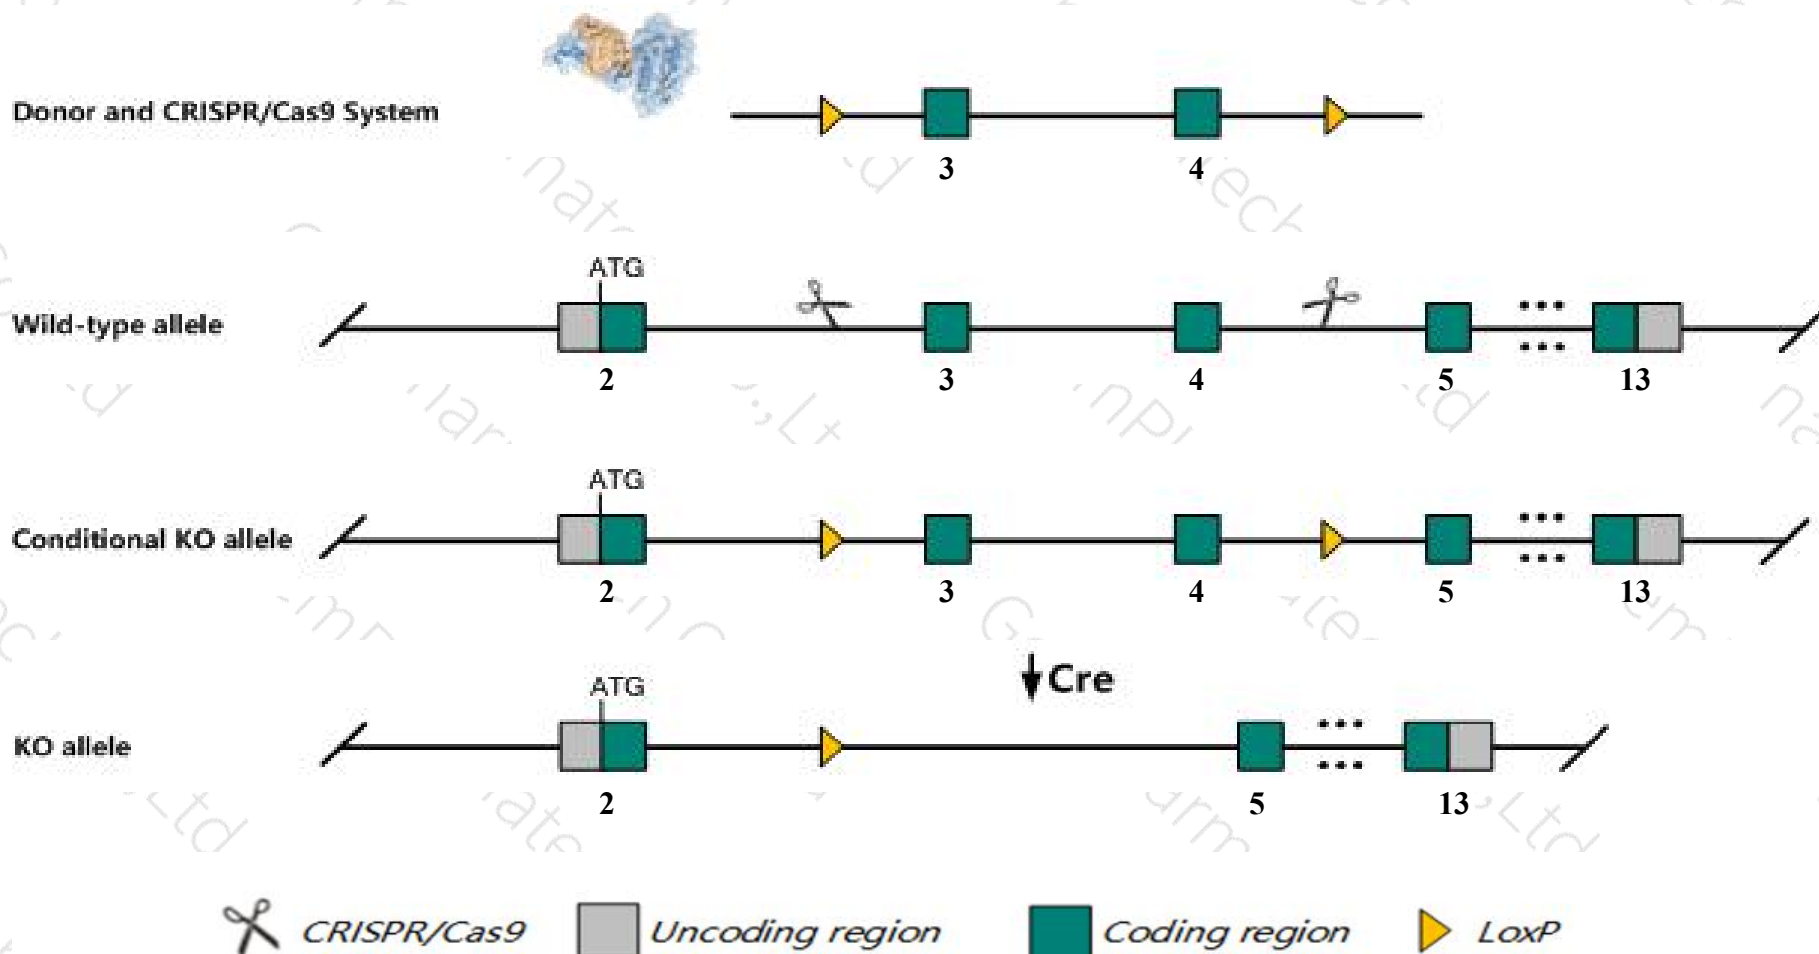 Donor and CRISPR/Cas9 System
3 4
ATG
Wild-type allele
2 3 4 5 13
ATG
Conditional KO allele
2 3 4 5 13
Cre
ATG
KO allele
2 5 13
CRISPR/Cas9 Uncoding region Coding region LoxP